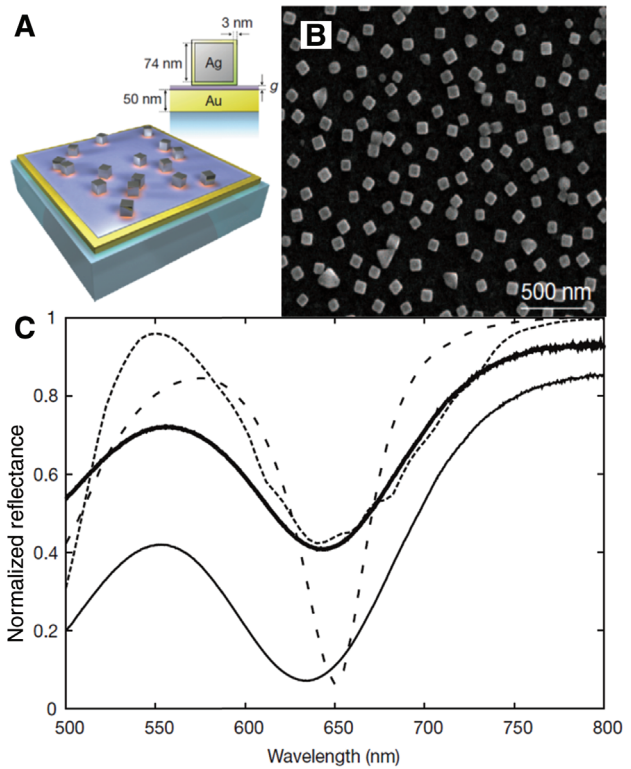 A
3 nm
74 nm
Ag
g
50 nm
Au
B
500 nm
C
1
0.8
0.6
0.4
0.2
0
Normalized reflectance
500
550
600
650
700
750
800
Wavelength (nm)